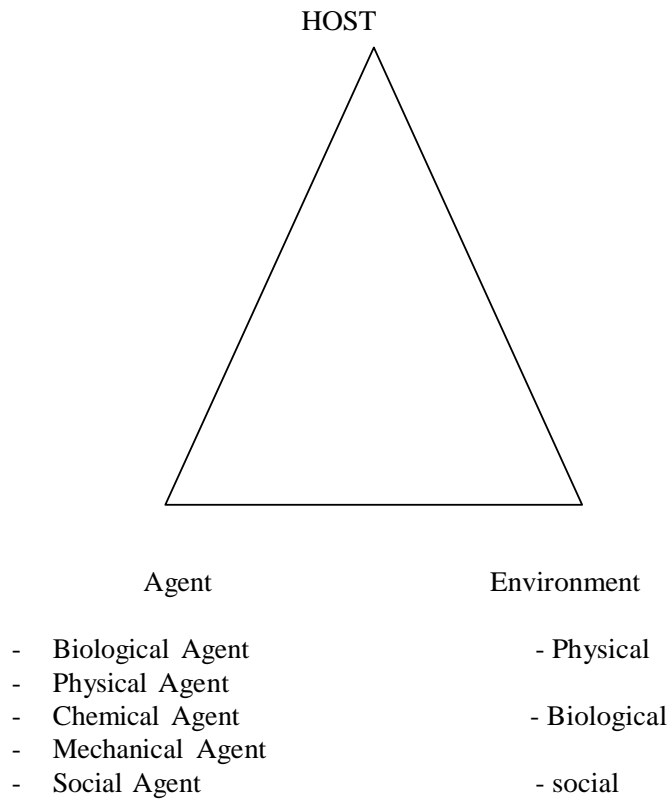 HOST
Agent Environment
- Biological Agent - Physical
- Physical Agent
- Chemical Agent - Biological
- Mechanical Agent
- Social Agent - social